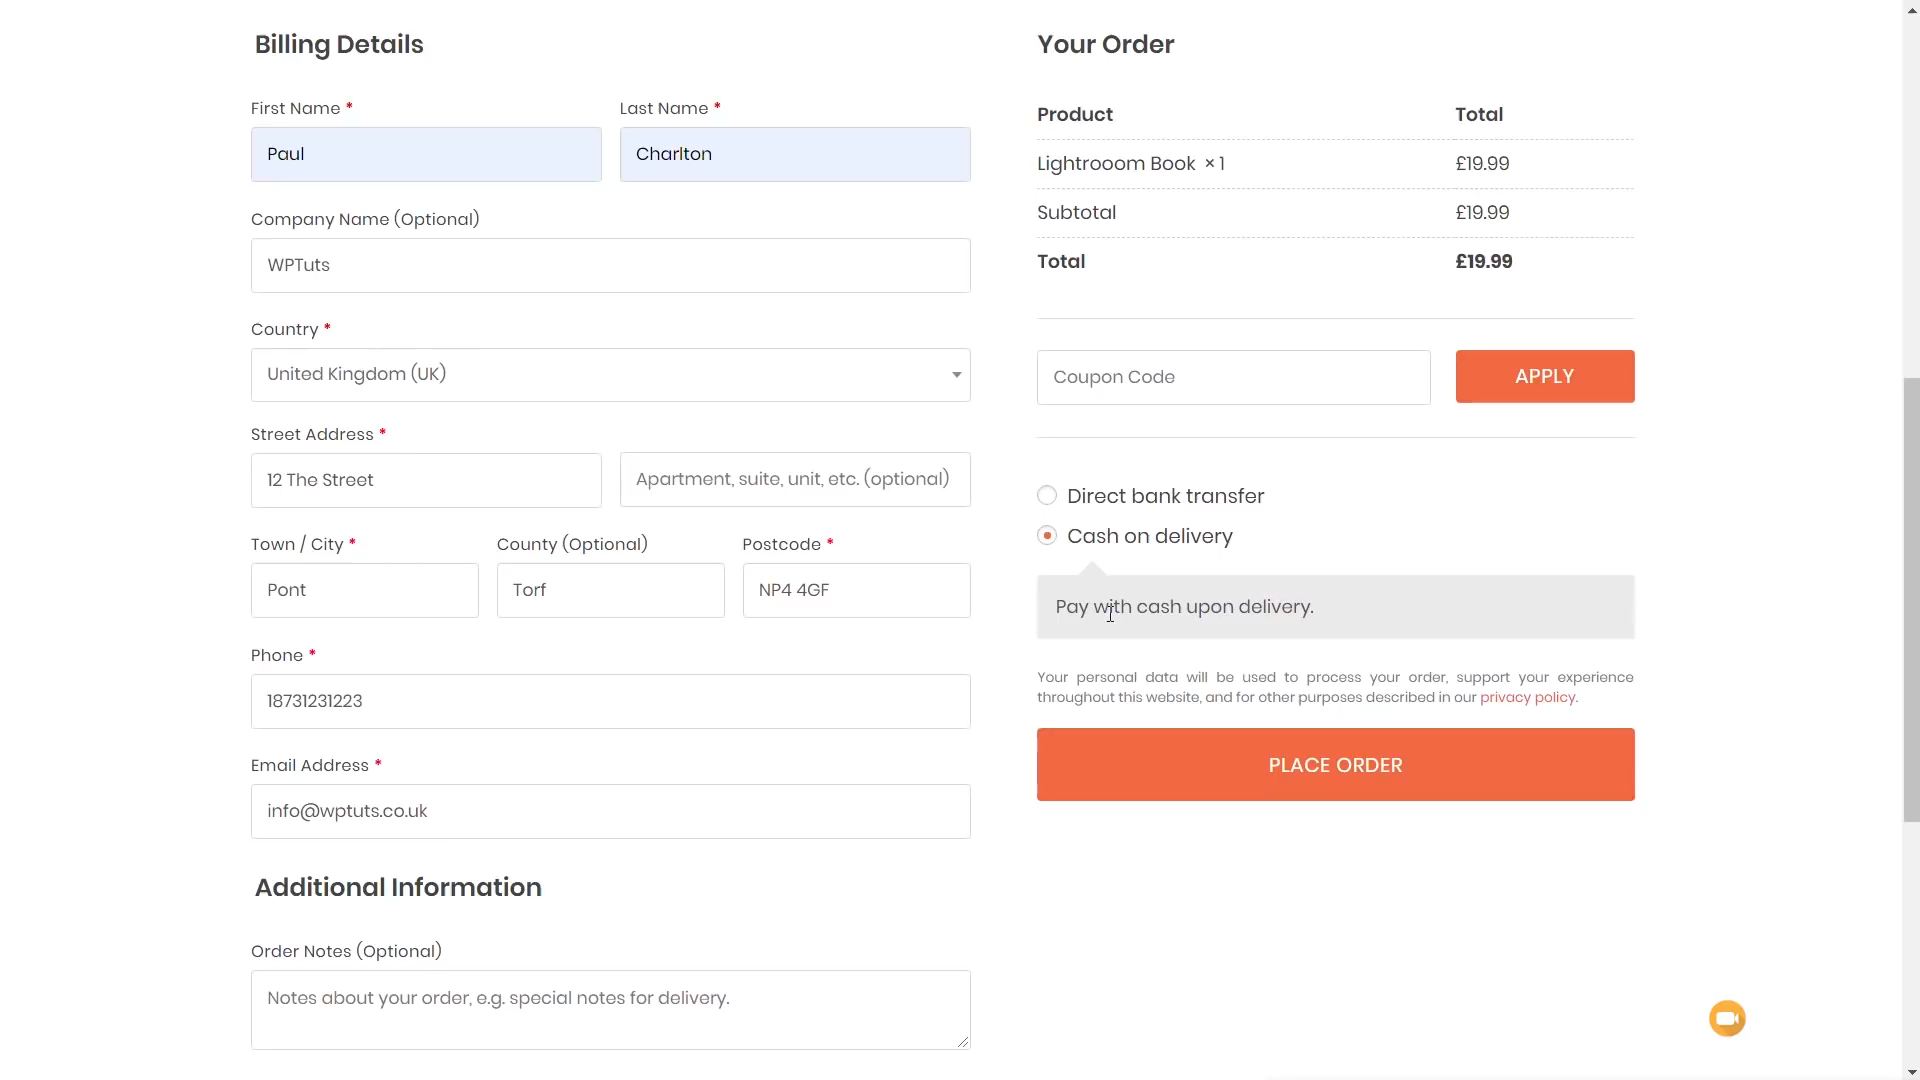 Billing Details
First Name *
Last Name *
Paul
Charlton
Company Name (Optional)
WPTuts
Country *
United Kingdom (UK)
Street Address *
12 The Street
Apartment, suite, unit, etc. (optional)
Town / City *
County (Optional)
Postcode *
Pont
Torf
NP4 4GF
Phone *
18731231223
Email Address *
info@wptuts.co.uk
Additional Information
Order Notes (Optional)
Notes about your order, e.g. special notes for delivery.
Your Order
Product Total
Lightrooom Book × 1 £19.99
Subtotal £19.99
Total £19.99
Coupon Code
APPLY
Direct bank transfer
Cash on delivery
Pay with cash upon delivery.
Your personal data will be used to process your order, support your experience
throughout this website, and for other purposes described in our privacy policy.
PLACE ORDER